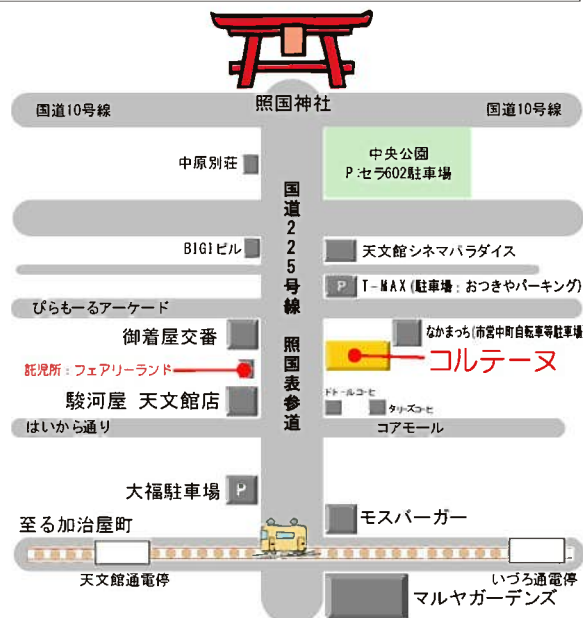 照国神社
国道10号線
国道10号線
中原別荘
中央公園
P:セラ602駐車場
国道225号線 照国表参道
BIGIビル
天文館シネマパラダイス
P
T-MAX(駐車場:おつきやパーキング)
ぴらもーるアーケード
御着屋交番
なかまっち(市営中町自転車等駐車場
コルテーヌ
託児所:フェアリーランド
駿河屋 天文館店
ドトールコーヒ
タリーズコーヒ
はいから通り
コアモール
大福駐車場
P
モスバーガー
至る加治屋町
天文館通電停
いづろ通電停
マルヤガーデンズ